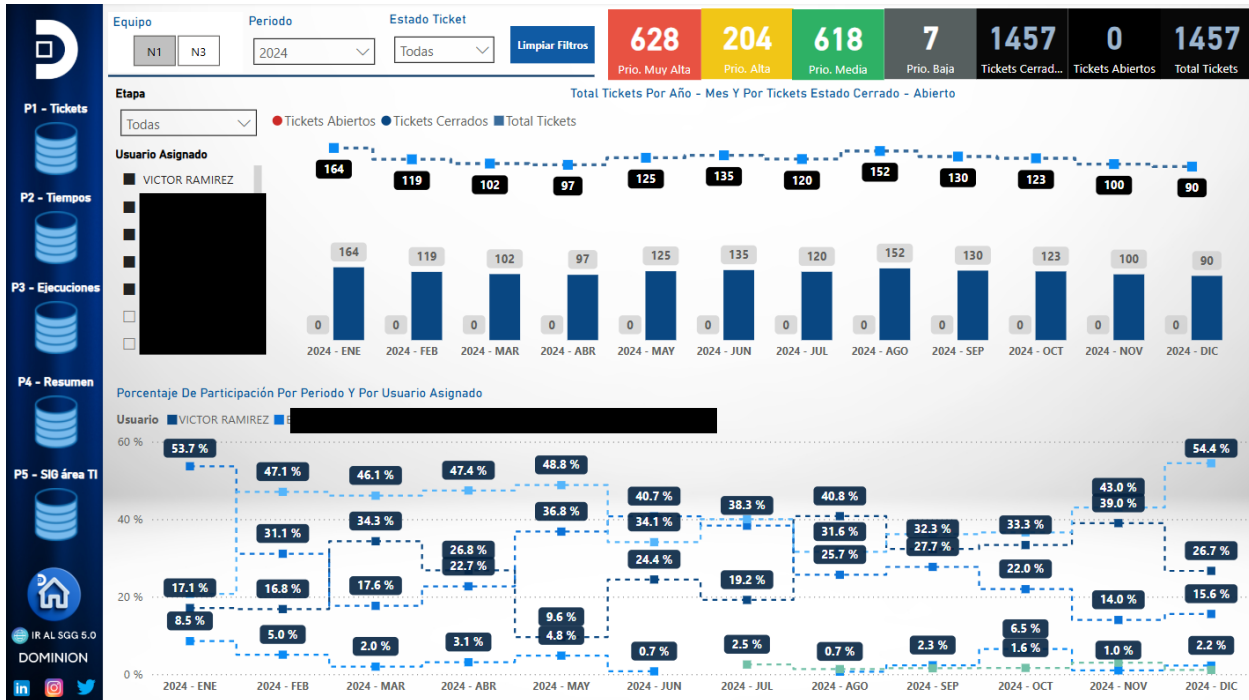 Equipo
N1 N3
Periodo
2024
Estado Ticket
Todas
Limpiar Filtros
628
Prio. Muy Alta
204
Prio. Alta
618
Prio. Media
7
Prio. Baja
1457
Tickets Cerrad...
0
Tickets Abiertos
1457
Total Tickets
P1 - Tickets
P2 - Tiempos
P3 - Ejecuciones
P4 - Resumen
P5 - SIG área TI
IR AL SGG 5.0
DOMINION
Etapa
Todas
Usuario Asignado
VICTOR RAMIREZ
Total Tickets Por Año - Mes Y Por Tickets Estado Cerrado - Abierto
Tickets Abiertos Tickets Cerrados Total Tickets
164 119 102 97 125 135 120 152 130 123 100 90
164 119 102 97 125 135 120 152 130 123 100 90
0 0 0 0 0 0 0 0 0 0 0 0
2024 - ENE 2024 - FEB 2024 - MAR 2024 - ABR 2024 - MAY 2024 - JUN 2024 - JUL 2024 - AGO 2024 - SEP 2024 - OCT 2024 - NOV 2024 - DIC
Porcentaje De Participación Por Periodo Y Por Usuario Asignado
Usuario VICTOR RAMIREZ
60 %
40 %
20 %
0 %
53.7 % 17.1 % 8.5 %
47.1 % 31.1 % 16.8 % 5.0 %
46.1 % 34.3 % 17.6 % 2.0 %
47.4 % 26.8 % 22.7 % 3.1 %
48.8 % 36.8 % 9.6 % 4.8 %
40.7 % 34.1 % 24.4 % 0.7 %
38.3 % 19.2 % 2.5 %
40.8 % 31.6 % 25.7 % 0.7 %
32.3 % 27.7 % 2.3 %
33.3 % 22.0 % 6.5 % 1.6 %
43.0 % 39.0 % 14.0 % 1.0 %
54.4 % 26.7 % 15.6 % 2.2 %
2024 - ENE 2024 - FEB 2024 - MAR 2024 - ABR 2024 - MAY 2024 - JUN 2024 - JUL 2024 - AGO 2024 - SEP 2024 - OCT 2024 - NOV 2024 - DIC